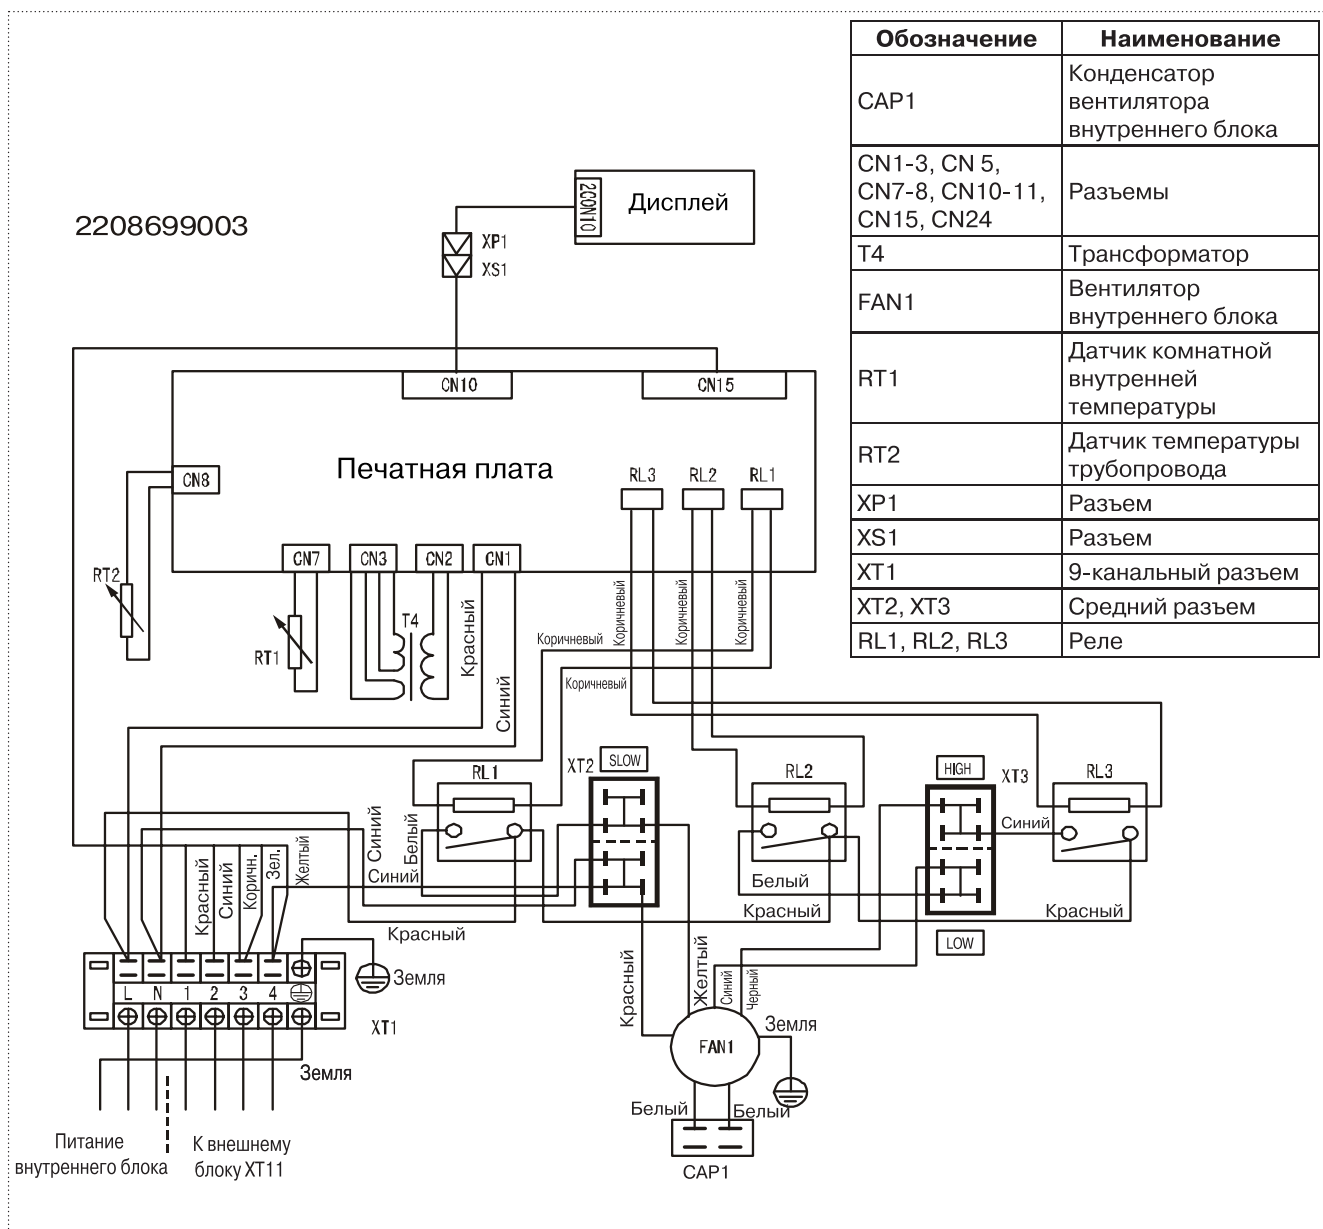 Обозначение Наименование
CAP1
Конденсатор
вентилятора
внутреннего блока
CN1-3, CN 5,
CN7-8, CN10-11,
CN15, CN24
Разъемы
T4 Трансформатор
FAN1
Вентилятор
внутреннего блока
RT1
Датчик комнатной
внутренней
температуры
RT2
Датчик температуры
трубопровода
XP1 Разъем
XS1 Разъем
XT1 9-канальный разъем
XT2, XT3 Средний разъем
RL1, RL2, RL3 Реле
2208699003
2CON10
Дисплей
XP1
XS1
CN10
CN15
CN8
Печатная плата
RL3
RL2
RL1
CN7
CN3
CN2
CN1
RT2
RT1
T4
Красный
Синий
Коричневый
Коричневый
Коричневый
Коричневый
Коричневый
RL1
XT2
SLOW
RL2
HIGH
XT3
RL3
Синий
Белый
Синий
Синий
Белый
Красный
Синий
Коричн.
Зел.
Желтый
Красный
Красный
Красный
LOW
Земля
L N 1 2 3 4
XT1
Земля
Красный
Желтый
Синий
Черный
Земля
FAN1
Белый
Белый
CAP1
Питание
внутреннего блока
К внешнему
блоку XT11